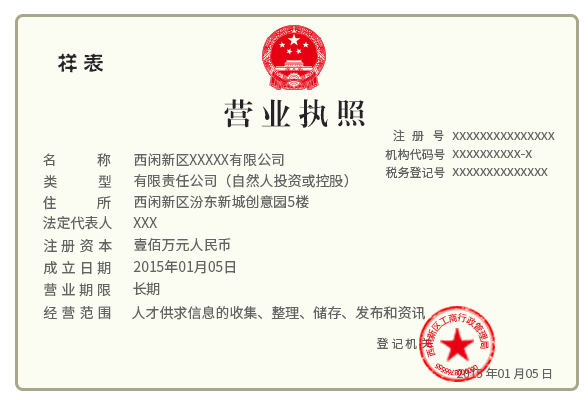 样表
营业执照
注 册 号 XXXXXXXXXXXXXXX
机构代码号 XXXXXXXXXX-X
税务登记号 XXXXXXXXXXXXXX
名 称 西闲新区XXXXX有限公司
类 型 有限责任公司（自然人投资或控股）
住 所 西闲新区汾东新城创意园5楼
法定代表人 XXX
注册资本 壹佰万元人民币
成立日期 2015年01月05日
营业期限 长期
经营范围 人才供求信息的收集、整理、储存、发布和资讯
登记机关
西闲新区工商行政管理局
2015 年01 月05 日